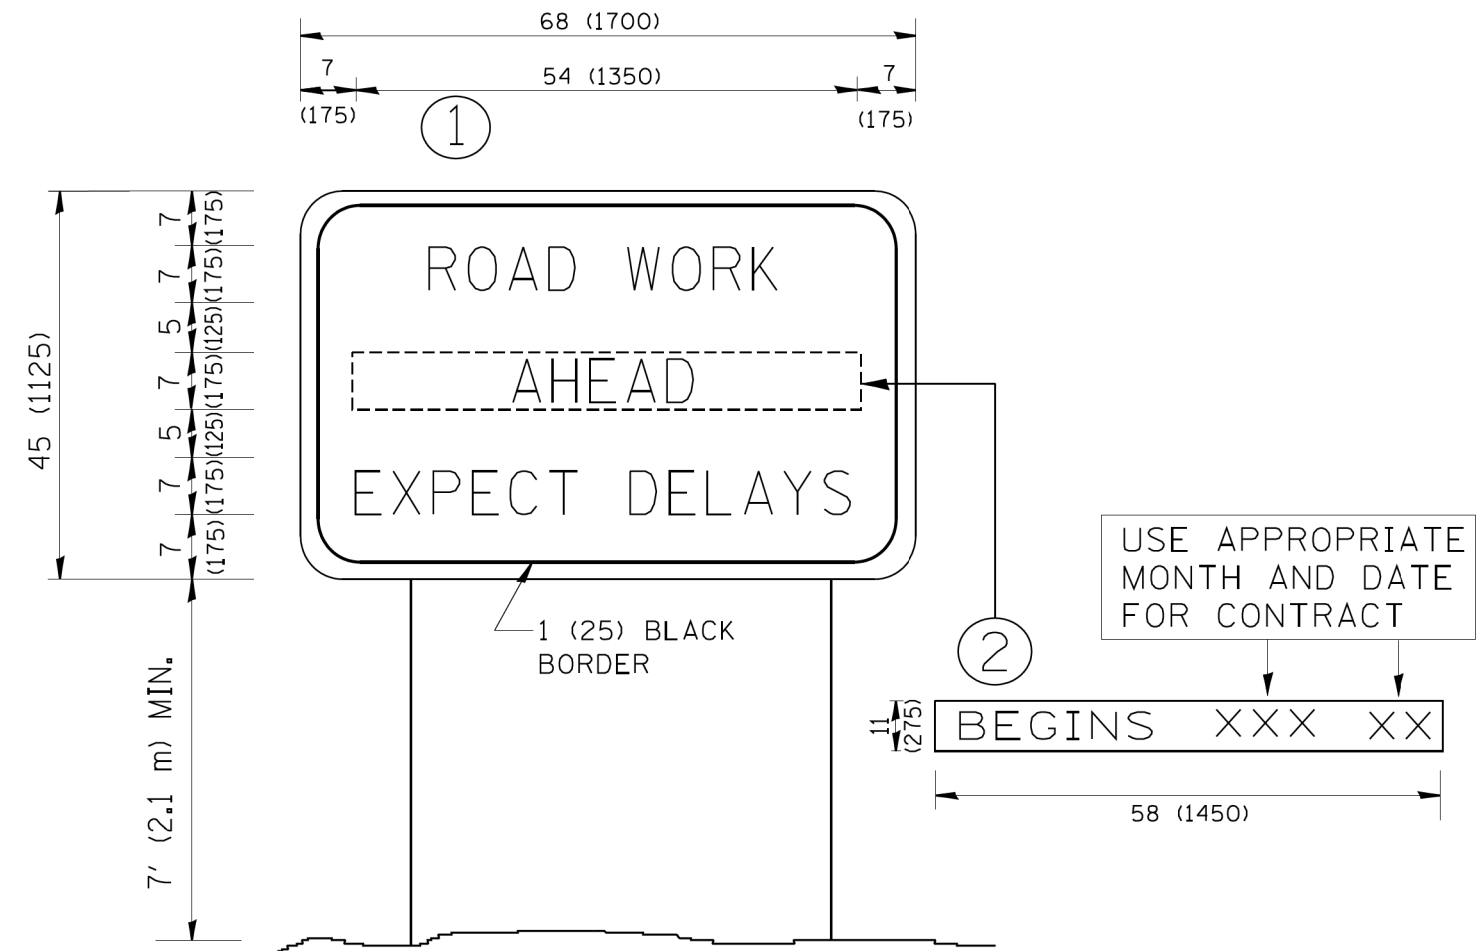 68 (1700)
7 54 (1350) 7
(175) (175)
1
45 (1125)
7 (175)
7 (175)
5 (125)
7 (175)
5 (125)
7 (175)
7 (175)
ROAD WORK
AHEAD
EXPECT DELAYS
1 (25) BLACK
BORDER
7' (2.1 m) MIN.
USE APPROPRIATE
MONTH AND DATE
FOR CONTRACT
2
11
(275)
BEGINS XXX XX
58 (1450)